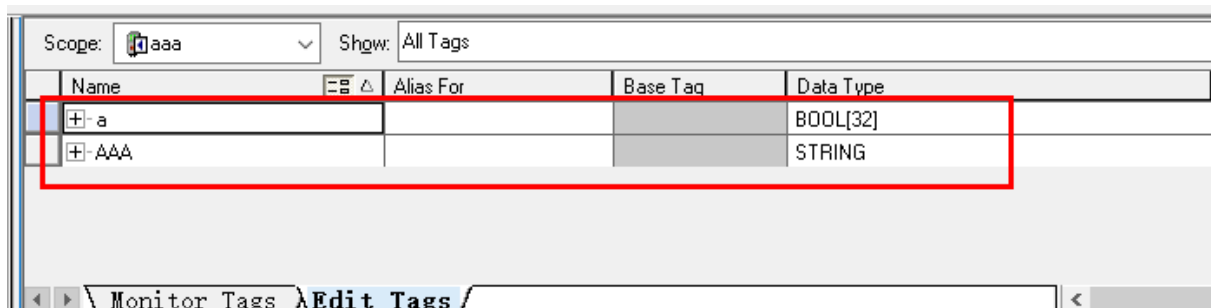 Scope: aaa Show: All Tags
Name Alias For Base Tag Data Type
a BOOL[32]
AAA STRING
Monitor Tags Edit Tags